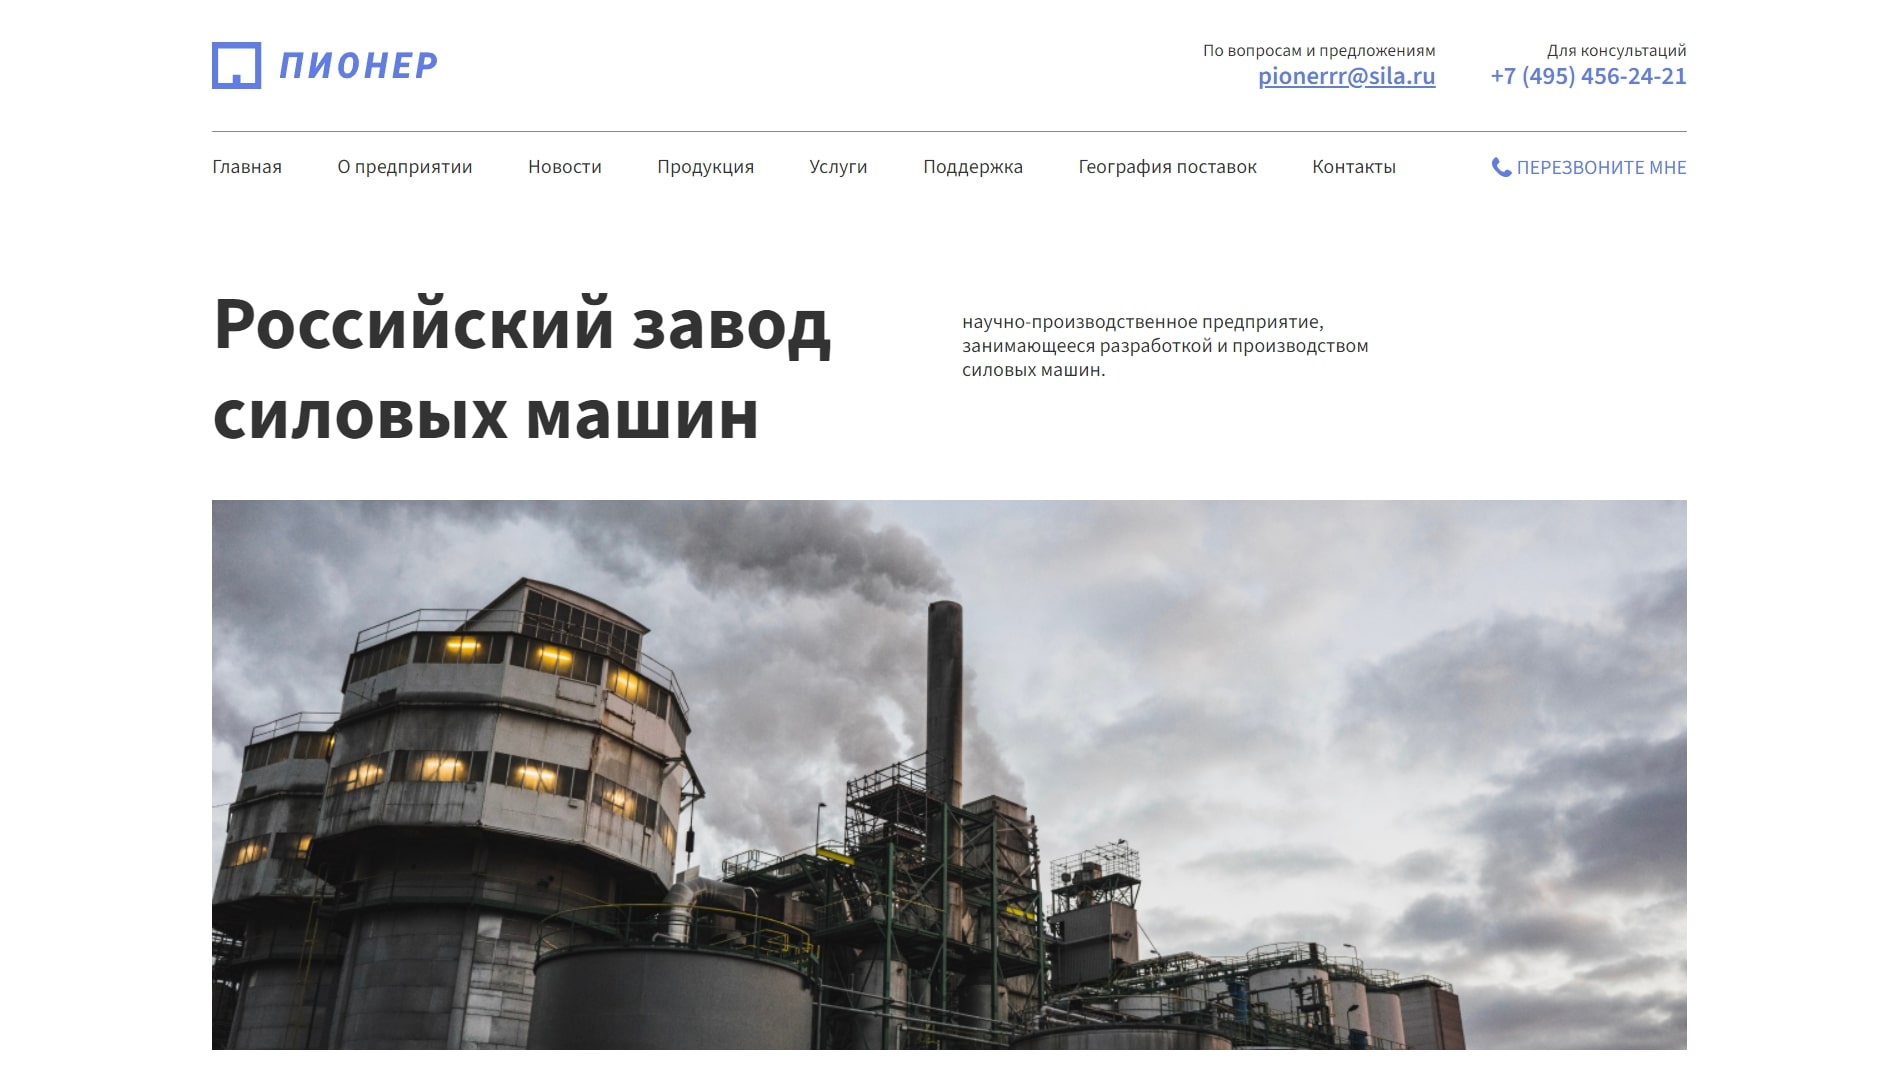 ПИОНЕР
По вопросам и предложениям
pionerrr@sila.ru
Для консультаций
+7 (495) 456-24-21
Главная О предприятии Новости Продукция Услуги Поддержка География поставок Контакты ПЕРЕЗВОНИТЕ МНЕ
Российский завод
силовых машин
научно-производственное предприятие,
занимающееся разработкой и производством
силовых машин.